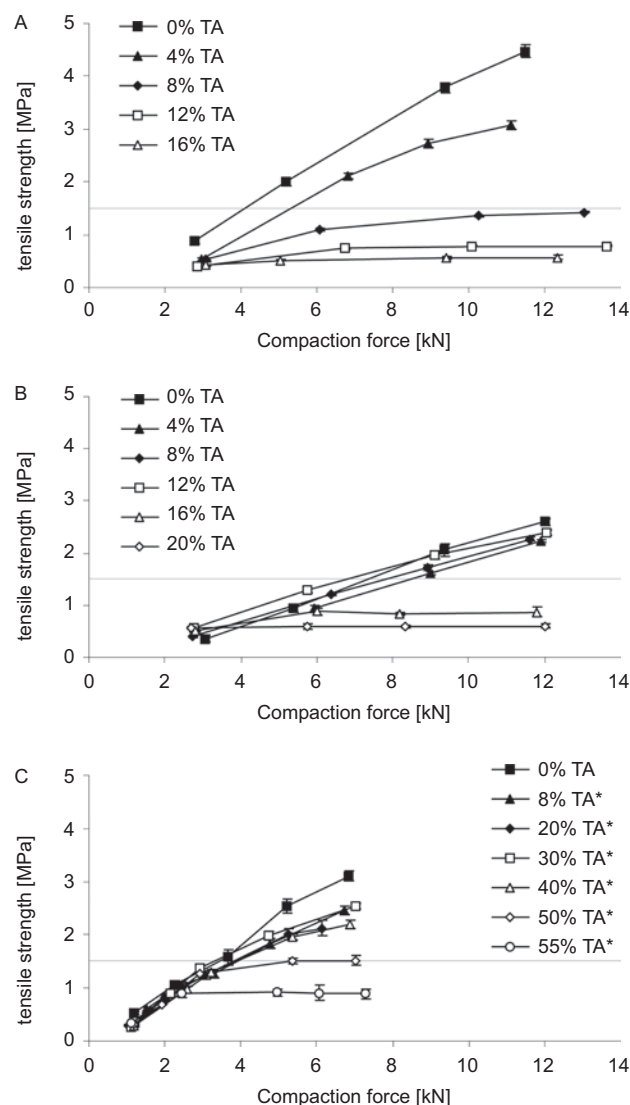 A
5
4
3
2
1
0
tensile strength [MPa]
0% TA
4% TA
8% TA
12% TA
16% TA
0 2 4 6 8 10 12 14
Compaction force [kN]
B
5
4
3
2
1
0
tensile strength [MPa]
0% TA
4% TA
8% TA
12% TA
16% TA
20% TA
0 2 4 6 8 10 12 14
Compaction force [kN]
C
5
4
3
2
1
0
tensile strength [MPa]
0% TA
8% TA*
20% TA*
30% TA*
40% TA*
50% TA*
55% TA*
0 2 4 6 8 10 12 14
Compaction force [kN]